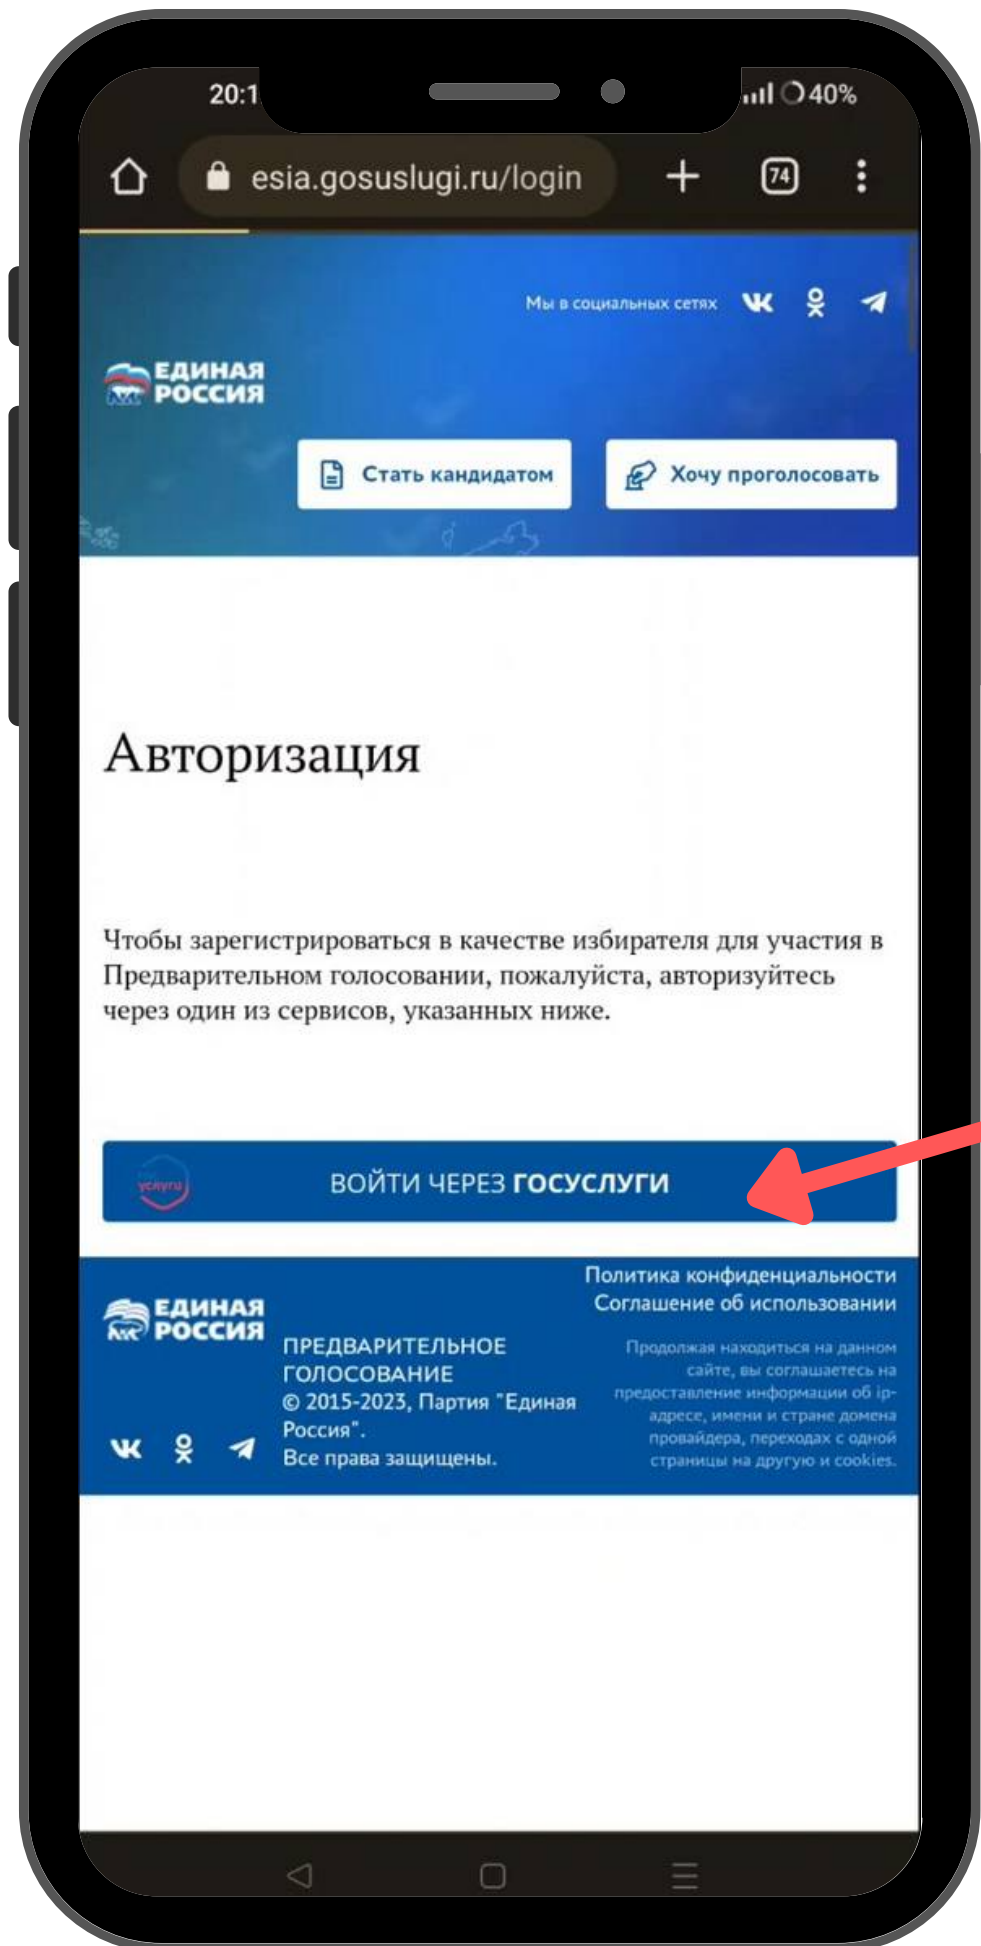 20:1
40%
esia.gosuslugi.ru/login
74
Мы в социальных сетях
ЕДИНАЯ
РОССИЯ
Стать кандидатом
Хочу проголосовать
Авторизация
Чтобы зарегистрироваться в качестве избирателя для участия в
Предварительном голосовании, пожалуйста, авторизуйтесь
через один из сервисов, указанных ниже.
услуги
ВОЙТИ ЧЕРЕЗ ГОСУСЛУГИ
ЕДИНАЯ
РОССИЯ
ПРЕДВАРИТЕЛЬНОЕ
ГОЛОСОВАНИЕ
© 2015-2023, Партия "Единая
Россия".
Все права защищены.
Политика конфиденциальности
Соглашение об использовании
Продолжая находиться на данном
сайте, вы соглашаетесь на
предоставление информации об ip-
адресе, имени и стране домена
провайдера, переходах с одной
страницы на другую и cookies.